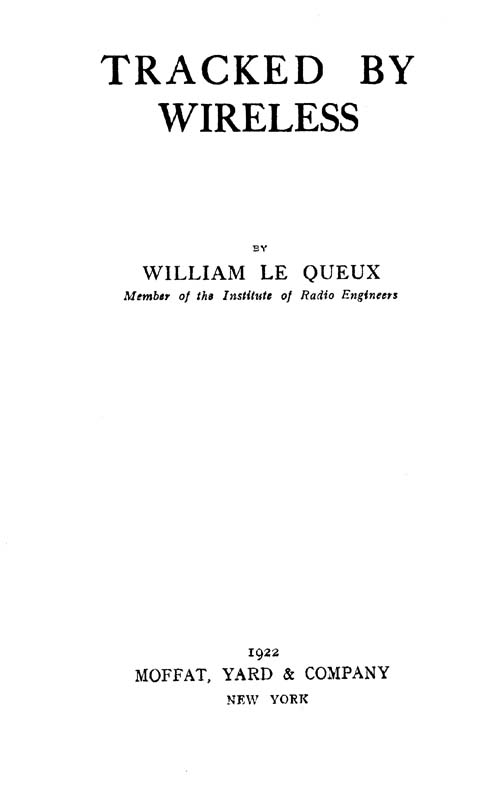 TRACKED BY
WIRELESS
BY
WILLIAM LE QUEUX
Member of the Institute of Radio Engineers
1922
MOFFAT, YARD & COMPANY
NEW YORK